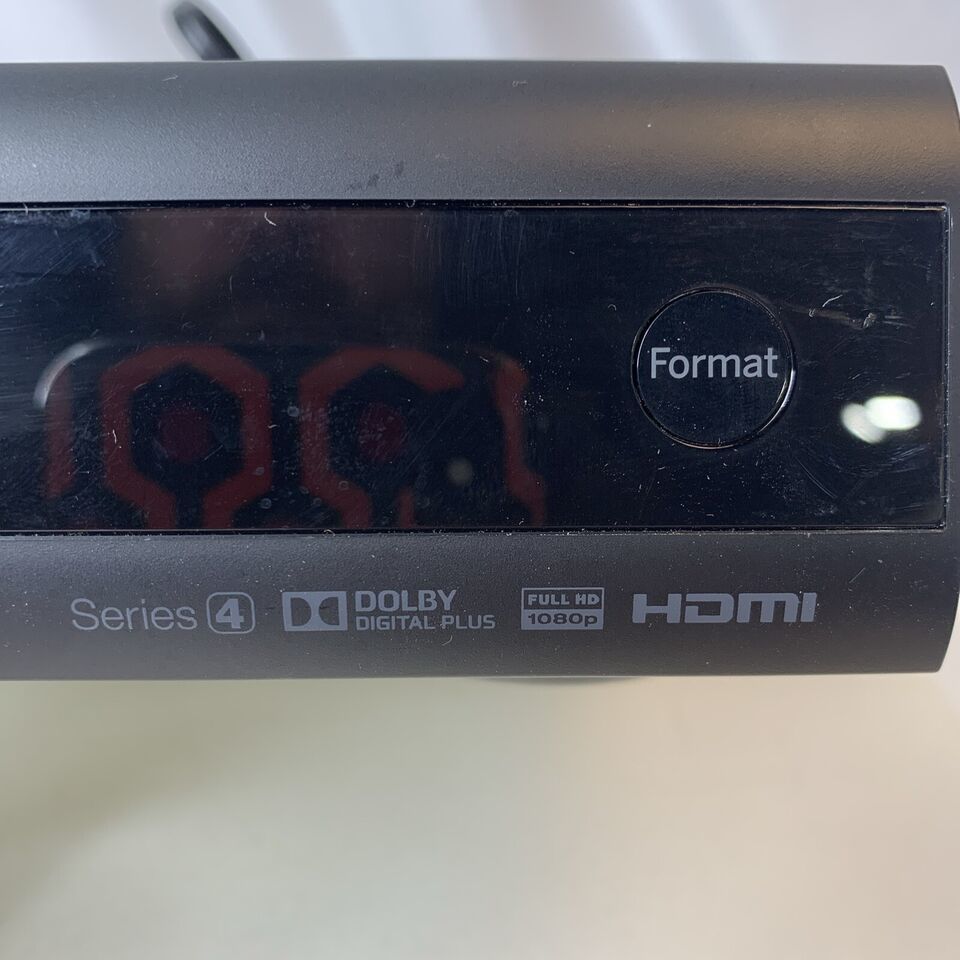 Format
Series 4
DOLBY
DIGITAL PLUS
FULL HD
1080p
HDMI